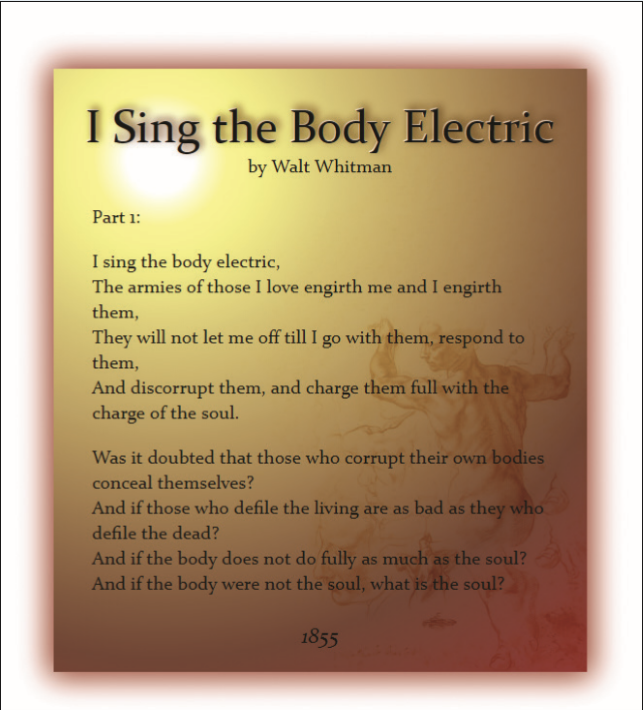 I Sing the Body Electric
by Walt Whitman
Part 1:
I sing the body electric,
The armies of those I love engirth me and I engirth
them,
They will not let me off till I go with them, respond to
them,
And discorrupt them, and charge them full with the
charge of the soul.
Was it doubted that those who corrupt their own bodies
conceal themselves?
And if those who defile the living are as bad as they who
defile the dead?
And if the body does not do fully as much as the soul?
And if the body were not the soul, what is the soul?
1855